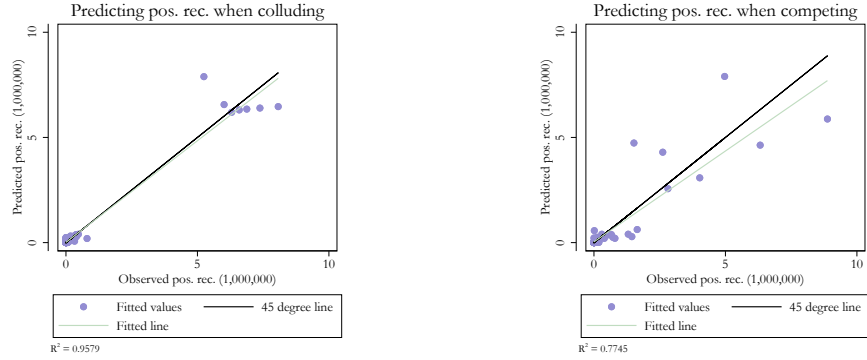 Predicting pos. rec. when colluding
Predicted pos. rec. (1,000,000)
10
5
0
0 5 10
Observed pos. rec. (1,000,000)
Fitted values 45 degree line
Fitted line
R² = 0.9579
Predicting pos. rec. when competing
Predicted pos. rec. (1,000,000)
10
5
0
0 5 10
Observed pos. rec. (1,000,000)
Fitted values 45 degree line
Fitted line
R² = 0.7745